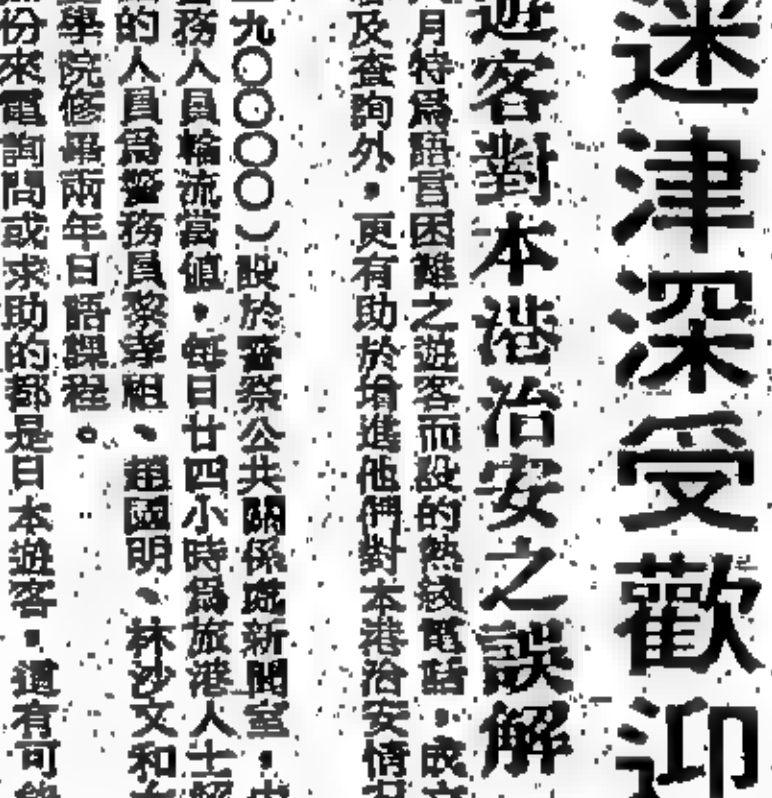 迷津深受歡迎
遊客對本港治安之誤解
月特為語言困難之遊客而設的熱線電話，成立
及查詢外，更有助於增進他們對本港治安情況
九〇〇〇〇）設於警察公共關係處新聞室，由
務人員輪流當值，每日廿四小時為旅港人士解
的人員為警務員黎孝祖、趙國明、林沙文和
學院修畢兩年日語課程。
份來電詢問或求助的都是日本遊客，還有可能